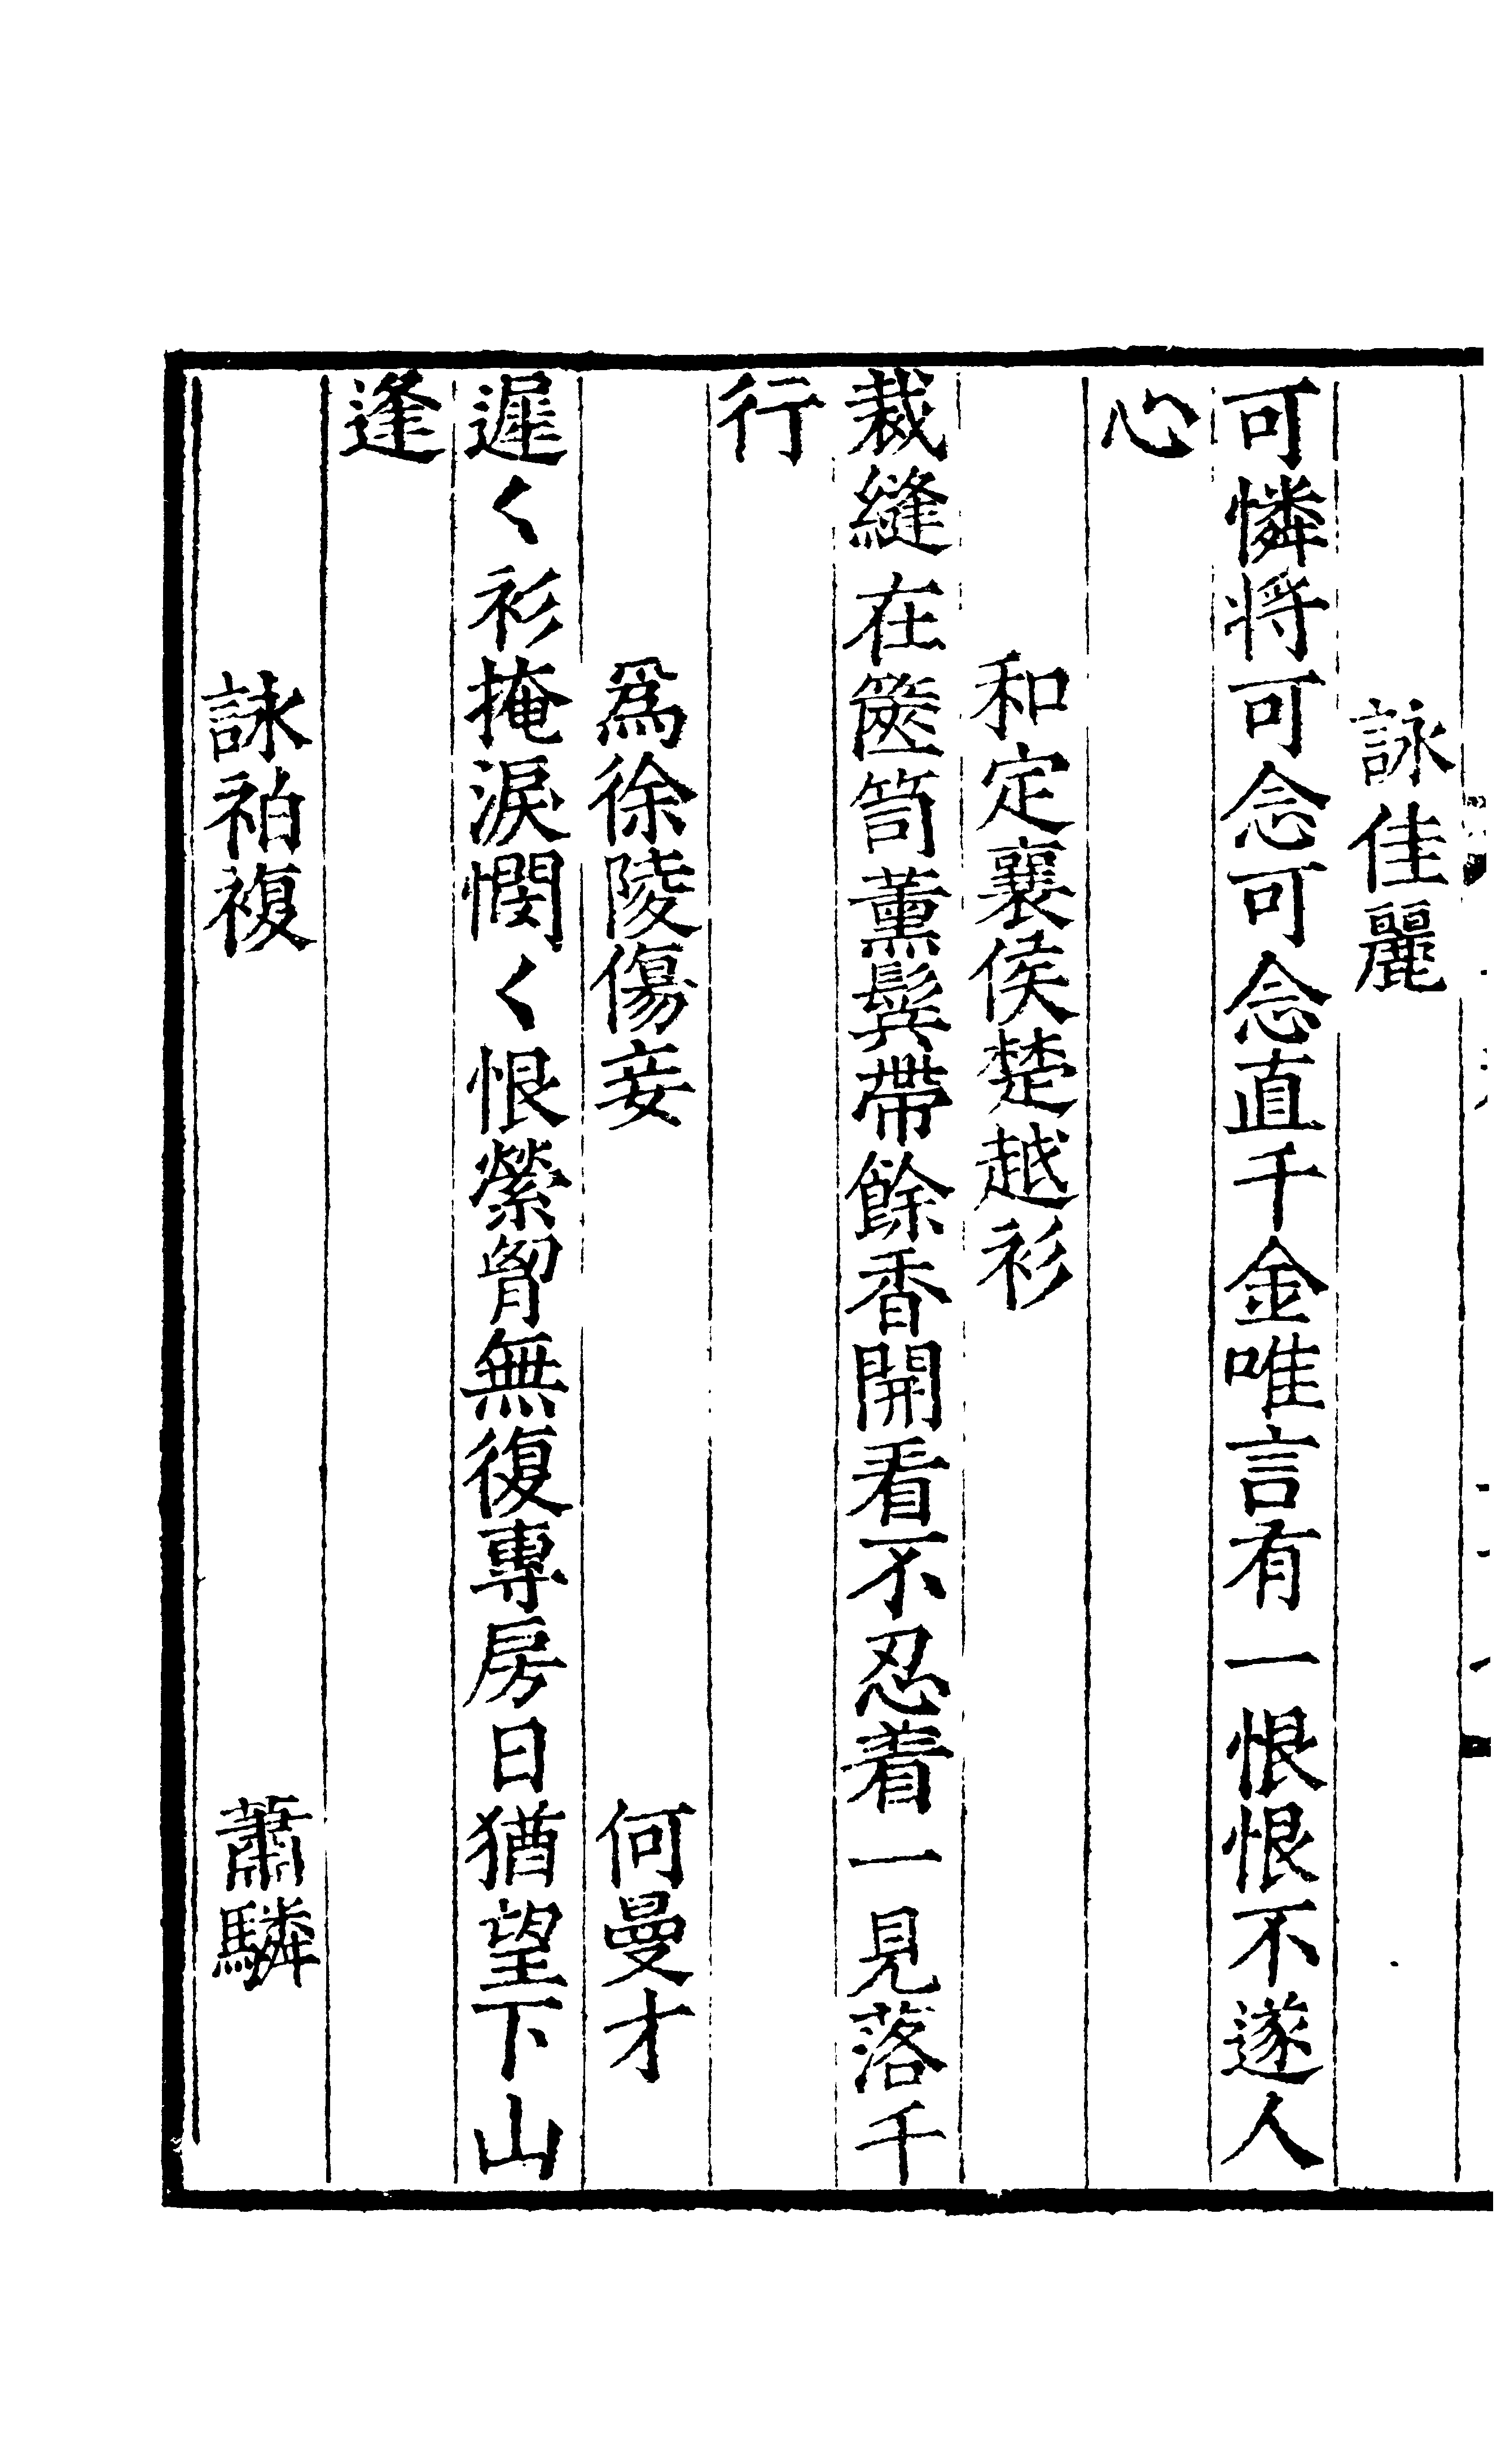 詠佳麗
可憐將可念可念直千金唯言有一恨恨不遂人
心
和定襄侯楚越衫
裁縫在篋笥薰鬓帶餘香開看不忍着一見落千
行
爲徐陵傷妾 何曼才
遲〱衫掩淚憫〱恨縈胷無復專房日猶望下山
逢
詠袙複 蕭驎